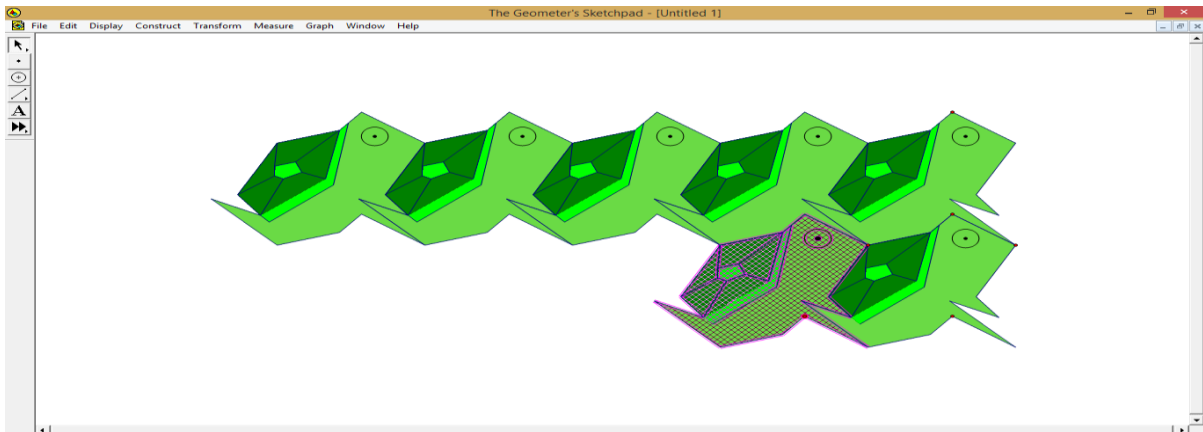 The Geometer's Sketchpad - [Untitled 1]
File Edit Display Construct Transform Measure Graph Window Help
A